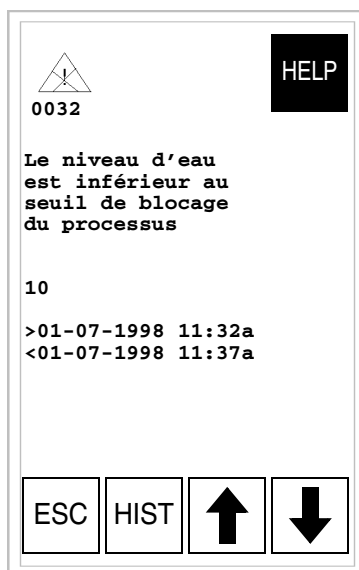 HELP
0032
Le niveau d'eau
est inférieur au
seuil de blocage
du processus
10
>01-07-1998 11:32a
<01-07-1998 11:37a
ESC HIST